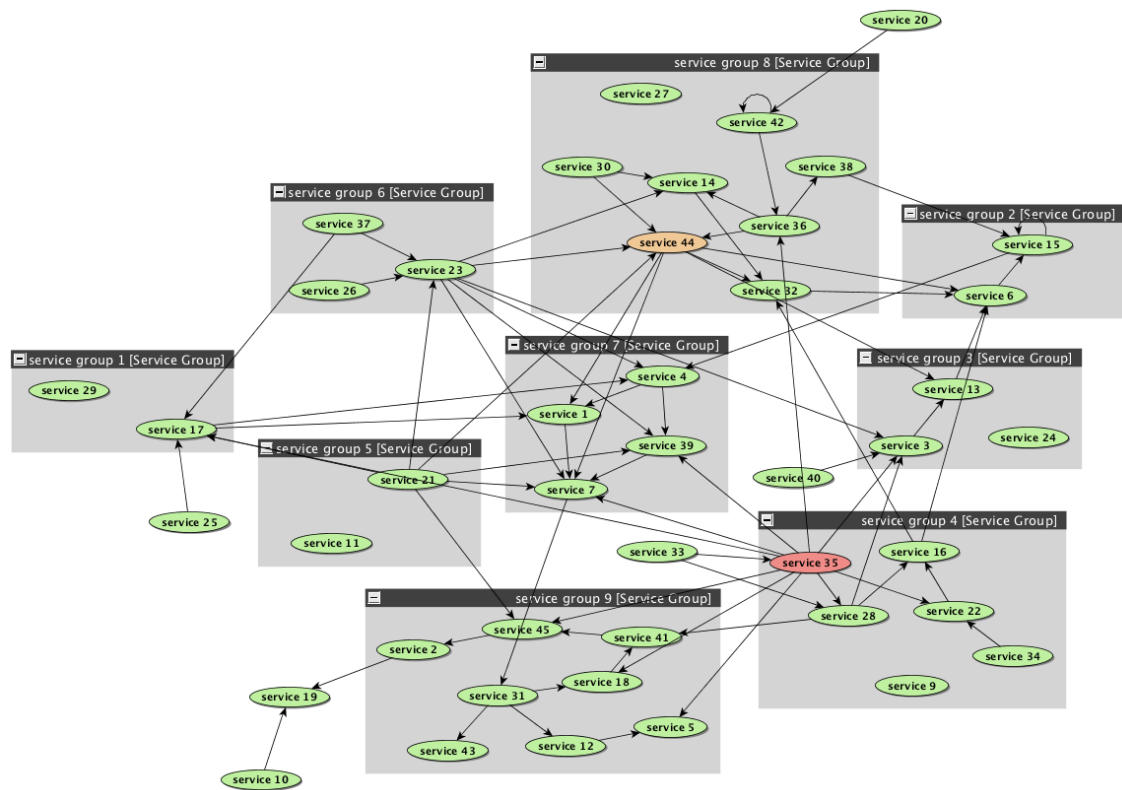 service 20
service group 8 [Service Group]
service 27
service 42
service 30
service 38
service 14
service group 6 [Service Group]
service 37
service 36
service group 2 [Service Group]
service 44
service 15
service 23
service 26
service 32
service 6
service group 7 [Service Group]
service group 1 [Service Group]
service group 3 [Service Group]
service 4
service 29
service 13
service 1
service 17
service 24
service 39
service 3
service group 5 [Service Group]
service 21
service 40
service 7
service 25
service group 4 [Service Group]
service 11
service 33
service 16
service 35
service group 9 [Service Group]
service 22
service 28
service 45
service 41
service 2
service 34
service 18
service 9
service 31
service 19
service 5
service 12
service 43
service 10